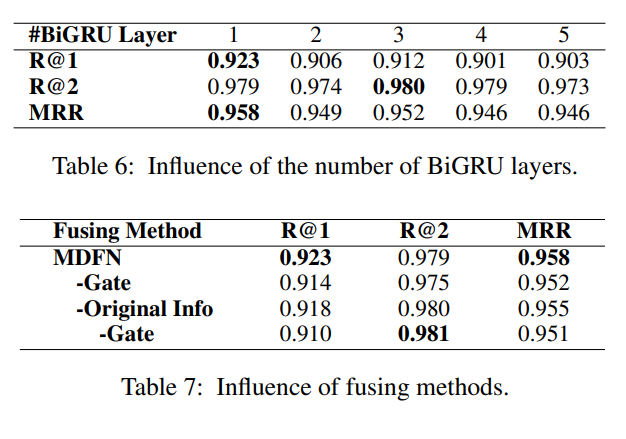 #BiGRU Layer 1 2 3 4 5
R@1 0.923 0.906 0.912 0.901 0.903
R@2 0.979 0.974 0.980 0.979 0.973
MRR 0.958 0.949 0.952 0.946 0.946
Table 6: Influence of the number of BiGRU layers.
Fusing Method R@1 R@2 MRR
MDFN 0.923 0.979 0.958
-Gate 0.914 0.975 0.952
-Original Info 0.918 0.980 0.955
-Gate 0.910 0.981 0.951
Table 7: Influence of fusing methods.